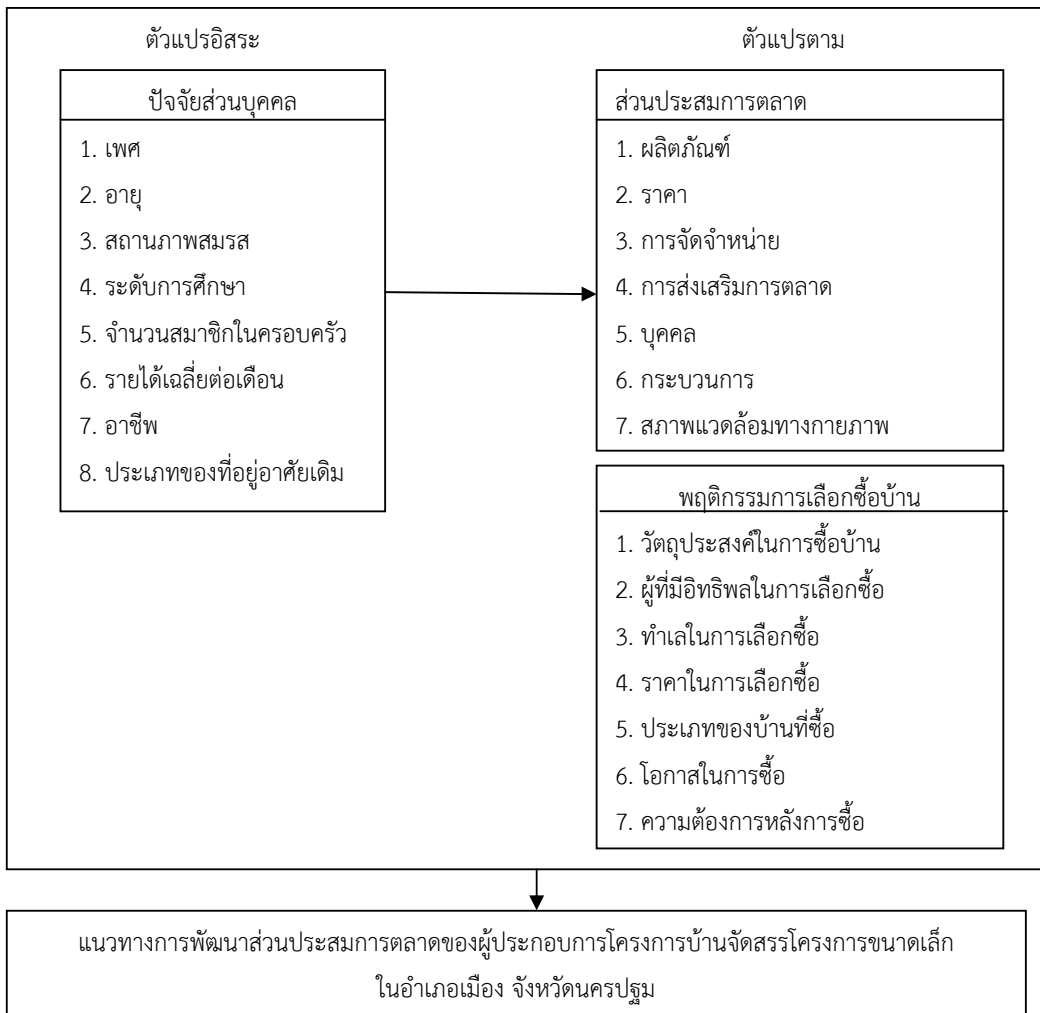 ตัวแปรอิสระ
ปัจจัยส่วนบุคคล
1. เพศ
2. อายุ
3. สถานภาพสมรส
4. ระดับการศึกษา
5. จำนวนสมาชิกในครอบครัว
6. รายได้เฉลี่ยต่อเดือน
7. อาชีพ
8. ประเภทของที่อยู่อาศัยเดิม
ตัวแปรตาม
ส่วนประสมการตลาด
1. ผลิตภัณฑ์
2. ราคา
3. การจัดจำหน่าย
4. การส่งเสริมการตลาด
5. บุคคล
6. กระบวนการ
7. สภาพแวดล้อมทางกายภาพ
พฤติกรรมการเลือกซื้อบ้าน
1. วัตถุประสงค์ในการซื้อบ้าน
2. ผู้ที่มีอิทธิพลในการเลือกซื้อ
3. ทำเลในการเลือกซื้อ
4. ราคาในการเลือกซื้อ
5. ประเภทของบ้านที่ซื้อ
6. โอกาสในการซื้อ
7. ความต้องการหลังการซื้อ
แนวทางการพัฒนาส่วนประสมการตลาดของผู้ประกอบการโครงการบ้านจัดสรรโครงการขนาดเล็ก
ในอำเภอเมือง จังหวัดนครปฐม